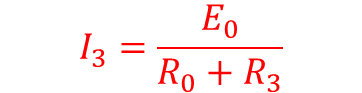 I₃ = E₀ / (R₀ + R₃)